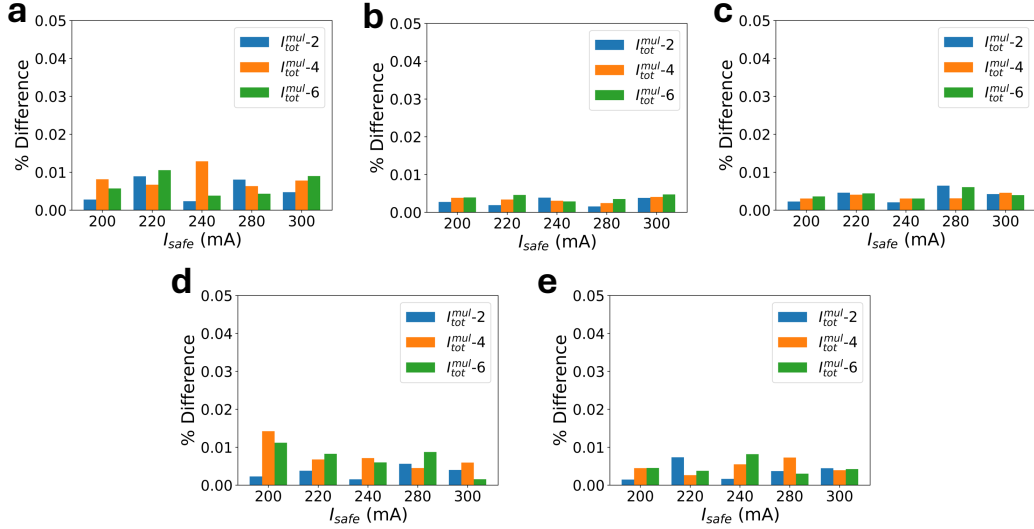 a
0.05
0.04
0.03
0.02
0.01
0.00
% Difference
I_tot^mul-2
I_tot^mul-4
I_tot^mul-6
200 220 240 280 300
I_safe (mA)
b
0.05
0.04
0.03
0.02
0.01
0.00
% Difference
I_tot^mul-2
I_tot^mul-4
I_tot^mul-6
200 220 240 280 300
I_safe (mA)
c
0.05
0.04
0.03
0.02
0.01
0.00
% Difference
I_tot^mul-2
I_tot^mul-4
I_tot^mul-6
200 220 240 280 300
I_safe (mA)
d
0.05
0.04
0.03
0.02
0.01
0.00
% Difference
I_tot^mul-2
I_tot^mul-4
I_tot^mul-6
200 220 240 280 300
I_safe (mA)
e
0.05
0.04
0.03
0.02
0.01
0.00
% Difference
I_tot^mul-2
I_tot^mul-4
I_tot^mul-6
200 220 240 280 300
I_safe (mA)